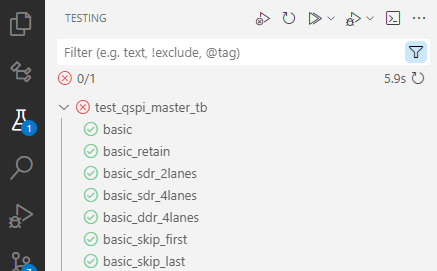 TESTING
Filter (e.g. text, !exclude, @tag)
0/1 5.9s
test_qspi_master_tb
1
basic
basic_retain
basic_sdr_2lanes
basic_sdr_4lanes
basic_ddr_4lanes
basic_skip_first
basic_skip_last